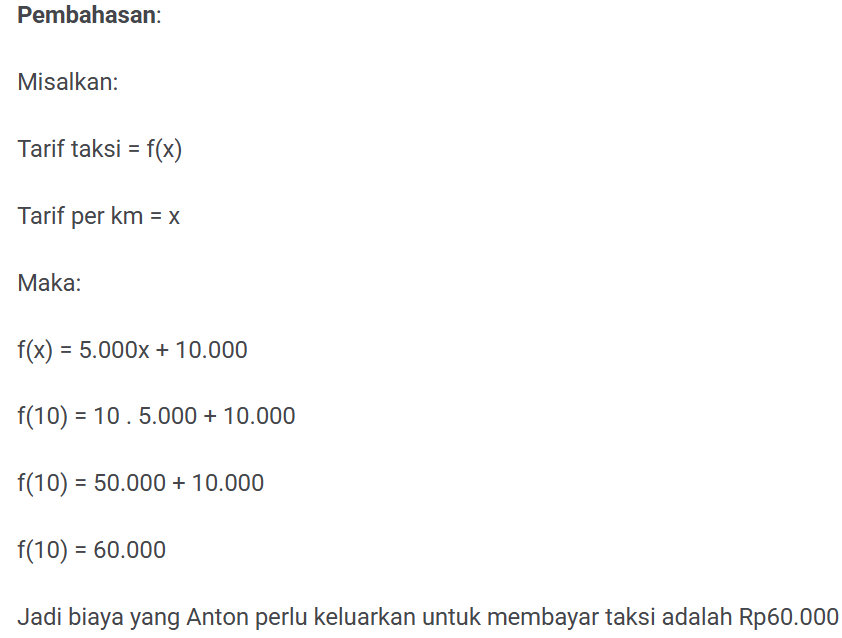 Pembahasan:
Misalkan:
Tarif taksi = f(x)
Tarif per km = x
Maka:
f(x) = 5.000x + 10.000
f(10) = 10 . 5.000 + 10.000
f(10) = 50.000 + 10.000
f(10) = 60.000
Jadi biaya yang Anton perlu keluarkan untuk membayar taksi adalah Rp60.000